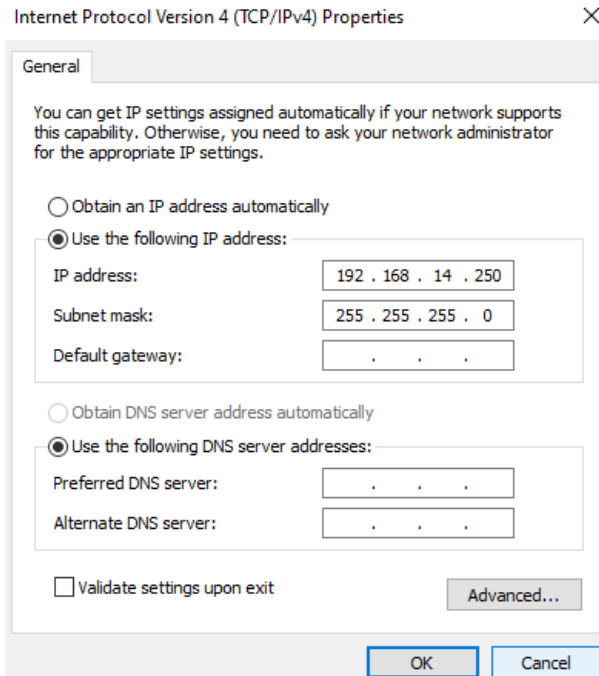 Internet Protocol Version 4 (TCP/IPv4) Properties
General
You can get IP settings assigned automatically if your network supports
this capability. Otherwise, you need to ask your network administrator
for the appropriate IP settings.
Obtain an IP address automatically
Use the following IP address:
IP address: 192 . 168 . 14 . 250
Subnet mask: 255 . 255 . 255 . 0
Default gateway: . . .
Obtain DNS server address automatically
Use the following DNS server addresses:
Preferred DNS server: . . .
Alternate DNS server: . . .
Validate settings upon exit
Advanced...
OK Cancel